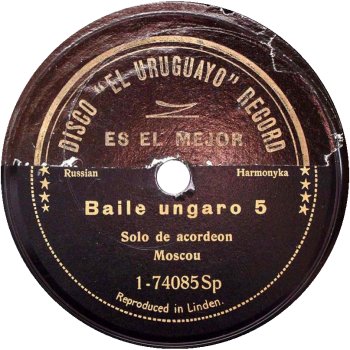 DISCO "EL URUGUAYO" RECORD
ES EL MEJOR
Russian Harmonyka
Baile ungaro 5
Solo de acordeon
Moscou
1-74085 Sp
Reproduced in Linden.